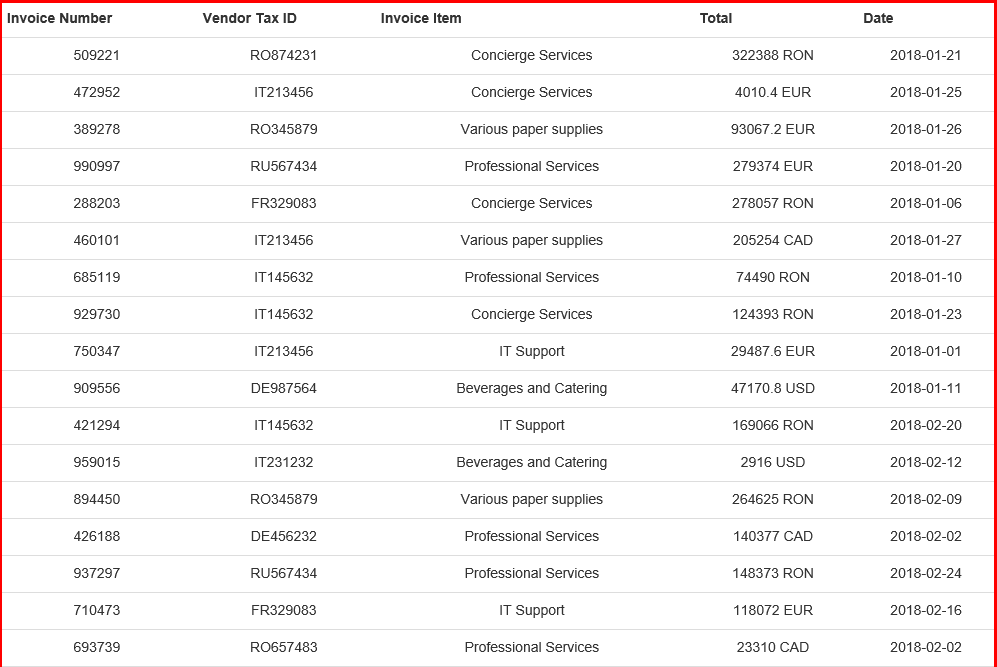 Invoice Number Vendor Tax ID Invoice Item Total Date
509221 RO874231 Concierge Services 322388 RON 2018-01-21
472952 IT213456 Concierge Services 4010.4 EUR 2018-01-25
389278 RO345879 Various paper supplies 93067.2 EUR 2018-01-26
990997 RU567434 Professional Services 279374 EUR 2018-01-20
288203 FR329083 Concierge Services 278057 RON 2018-01-06
460101 IT213456 Various paper supplies 205254 CAD 2018-01-27
685119 IT145632 Professional Services 74490 RON 2018-01-10
929730 IT145632 Concierge Services 124393 RON 2018-01-23
750347 IT213456 IT Support 29487.6 EUR 2018-01-01
909556 DE987564 Beverages and Catering 47170.8 USD 2018-01-11
421294 IT145632 IT Support 169066 RON 2018-02-20
959015 IT231232 Beverages and Catering 2916 USD 2018-02-12
894450 RO345879 Various paper supplies 264625 RON 2018-02-09
426188 DE456232 Professional Services 140377 CAD 2018-02-02
937297 RU567434 Professional Services 148373 RON 2018-02-24
710473 FR329083 IT Support 118072 EUR 2018-02-16
693739 RO657483 Professional Services 23310 CAD 2018-02-02